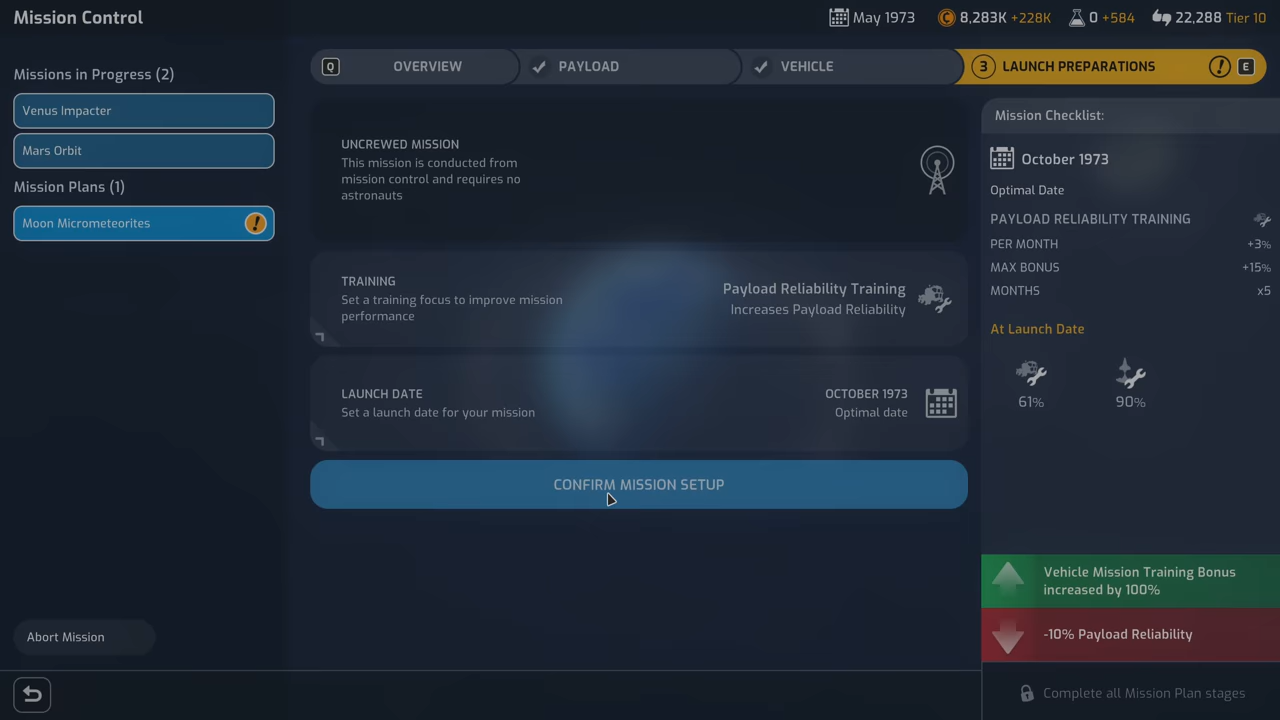 Mission Control
May 1973
8,283K +228K
0 +584
22,288 Tier 10
Missions in Progress (2)
Venus Impacter
Mars Orbit
Mission Plans (1)
Moon Micrometeorites
!
Abort Mission
Q
OVERVIEW
PAYLOAD
VEHICLE
3
LAUNCH PREPARATIONS
!
E
UNCREWED MISSION
This mission is conducted from
mission control and requires no
astronauts
TRAINING
Set a training focus to improve mission
performance
Payload Reliability Training
Increases Payload Reliability
LAUNCH DATE
Set a launch date for your mission
OCTOBER 1973
Optimal date
CONFIRM MISSION SETUP
Mission Checklist:
October 1973
Optimal Date
PAYLOAD RELIABILITY TRAINING
PER MONTH +3%
MAX BONUS +15%
MONTHS x5
At Launch Date
61% 90%
Vehicle Mission Training Bonus
increased by 100%
-10% Payload Reliability
Complete all Mission Plan stages